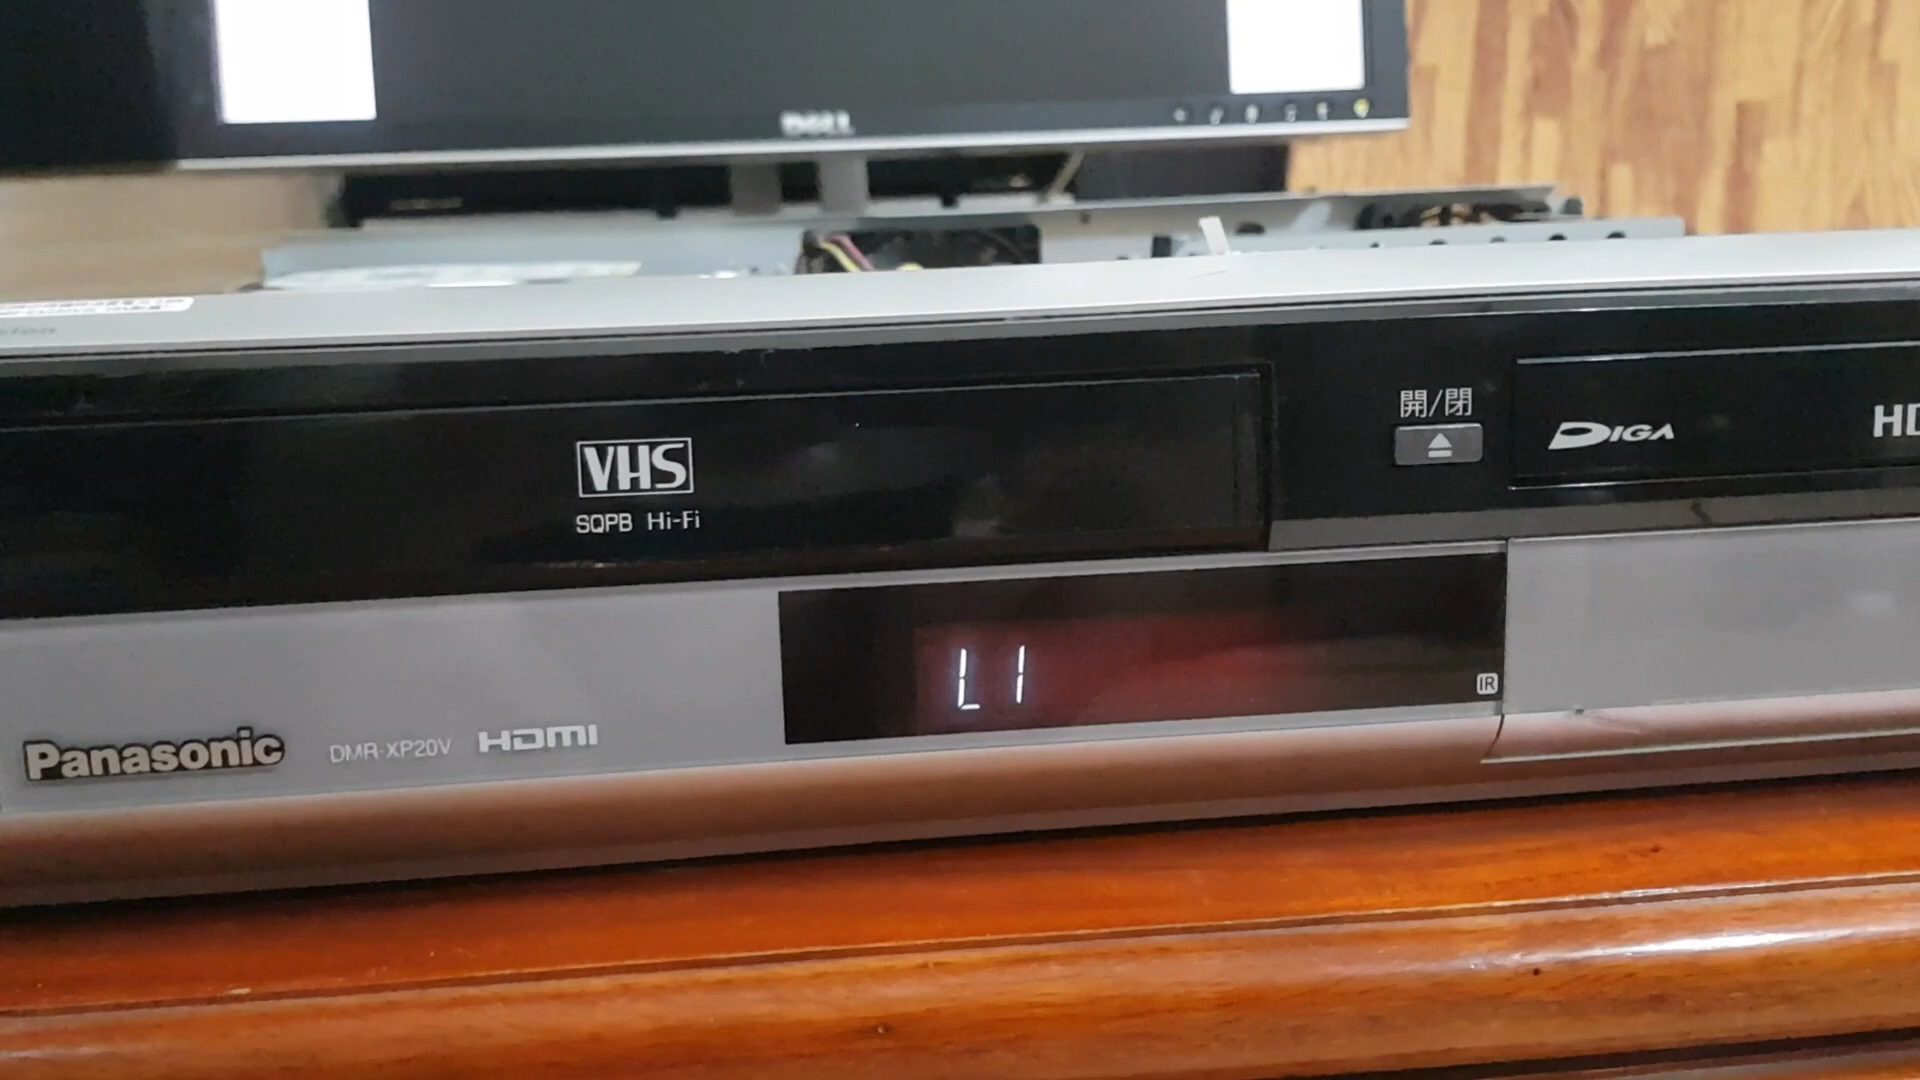 DELL
VHS
SQPB Hi-Fi
開/閉
DIGA
HD
L1
IR
Panasonic
DMR-XP20V
HDMI